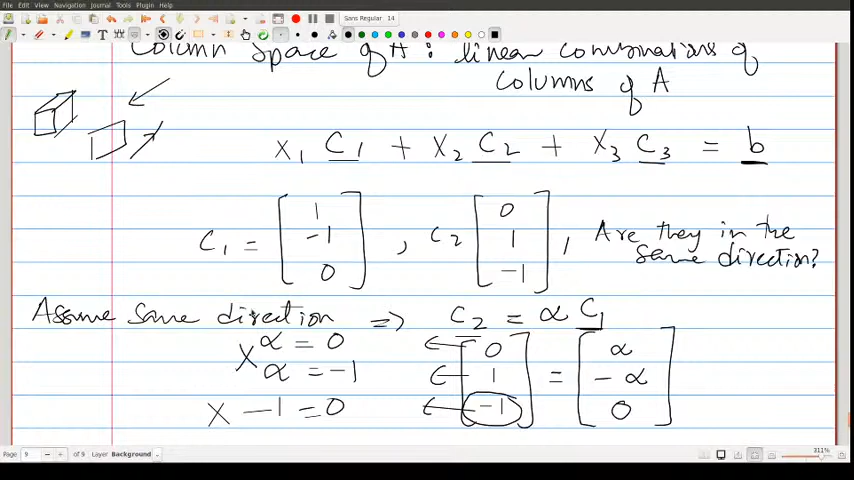 File Edit View Navigation Journal Tools Plugin Help
Sans Regular 14
Column Space of A : linear combinations of
columns of A
x1 C1 + x2 C2 + x3 C3 = b
C1 = [1 -1 0], C2 [0 1 -1], Are they in the
same direction?
Assume same direction => C2 = α C1
X α = 0 ← 0 = α
α = -1 ← 1 = -α
X -1 = 0 ← -1 = 0
Page 9 of 9 Layer Background 311%